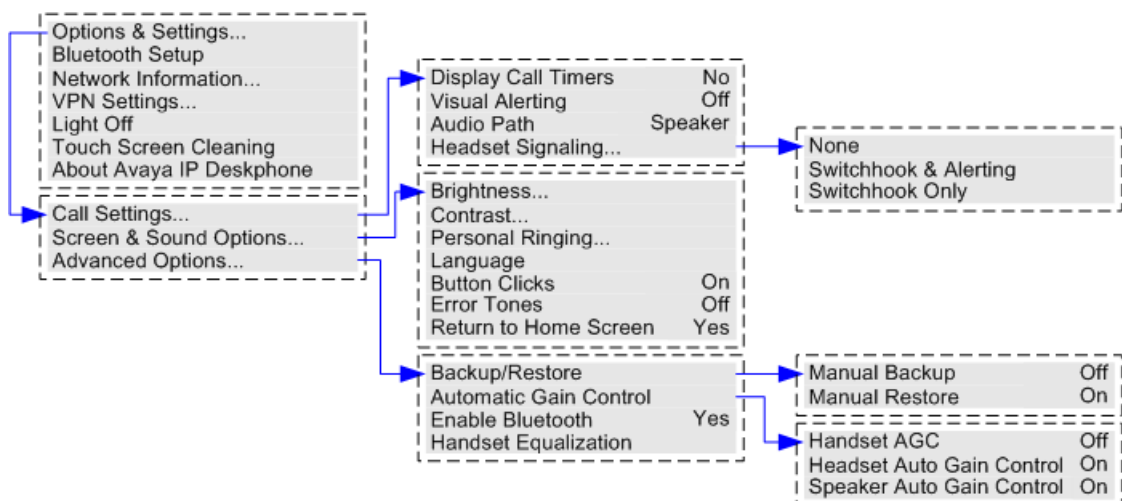 Options & Settings...
Bluetooth Setup
Network Information...
VPN Settings...
Light Off
Touch Screen Cleaning
About Avaya IP Deskphone
Call Settings...
Screen & Sound Options...
Advanced Options...
Display Call Timers No
Visual Alerting Off
Audio Path Speaker
Headset Signaling...
None
Switchhook & Alerting
Switchhook Only
Brightness...
Contrast...
Personal Ringing...
Language
Button Clicks On
Error Tones Off
Return to Home Screen Yes
Backup/Restore
Automatic Gain Control
Enable Bluetooth Yes
Handset Equalization
Manual Backup Off
Manual Restore On
Handset AGC Off
Headset Auto Gain Control On
Speaker Auto Gain Control On